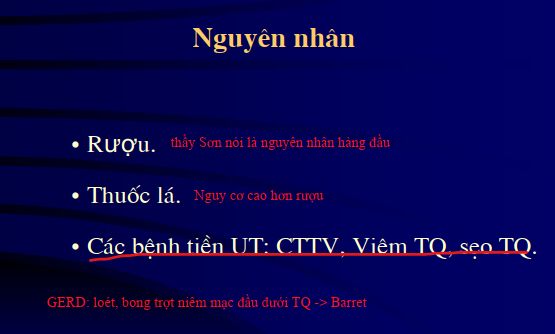 Nguyên nhân
• Rượu. thầy Sơn nói là nguyên nhân hàng đầu
• Thuốc lá. Nguy cơ cao hơn rượu
• Các bệnh tiền UT: CTTV, Viêm TQ, sẹo TQ.
GERD: loét, bong trợt niêm mạc đầu dưới TQ -> Barret